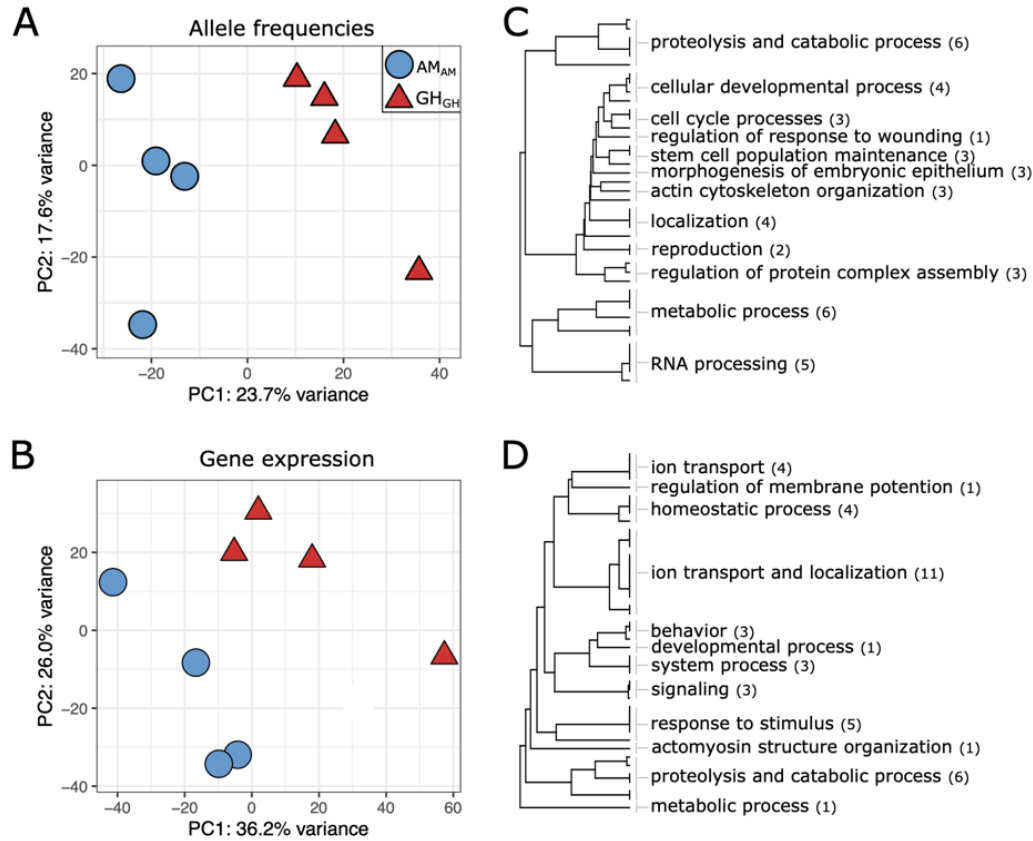 A
Allele frequencies
AM_AM
GH_GH
20
0
−20
−40
PC2: 17.6% variance
−20
0
20
40
PC1: 23.7% variance
C
proteolysis and catabolic process (6)
cellular developmental process (4)
cell cycle processes (3)
regulation of response to wounding (1)
stem cell population maintenance (3)
morphogenesis of embryonic epithelium (3)
actin cytoskeleton organization (3)
localization (4)
reproduction (2)
regulation of protein complex assembly (3)
metabolic process (6)
RNA processing (5)
B
Gene expression
20
0
−20
−40
PC2: 26.0% variance
−40
−20
0
20
40
60
PC1: 36.2% variance
D
ion transport (4)
regulation of membrane potention (1)
homeostatic process (4)
ion transport and localization (11)
behavior (3)
developmental process (1)
system process (3)
signaling (3)
response to stimulus (5)
actomyosin structure organization (1)
proteolysis and catabolic process (6)
metabolic process (1)